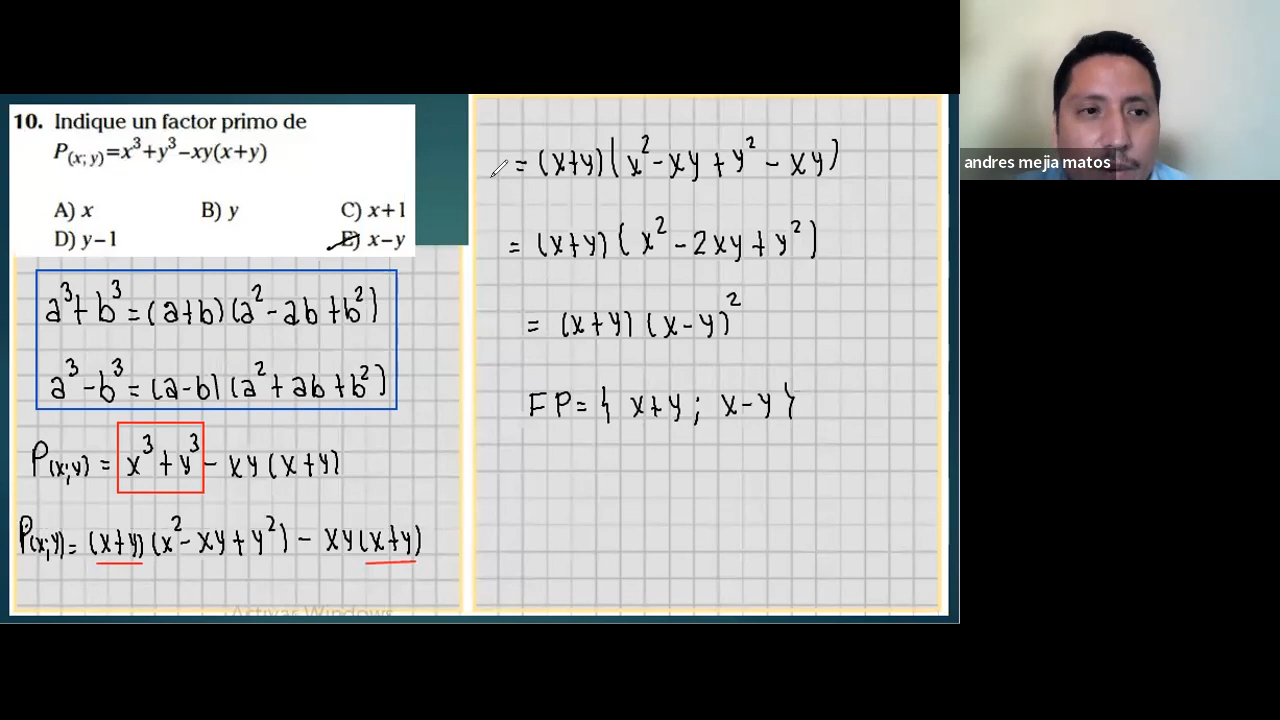 10. Indique un factor primo de
P(x; y)=x³+y³−xy(x+y)
A) x B) y C) x+1
D) y−1 E) x−y
a³+b³=(a+b)(a²-ab+b²)
a³-b³=(a-b)(a²+ab+b²)
P(x;y) = x³+y³ - xy(x+y)
P(x;y)= (x+y)(x²-xy+y²) - xy(x+y)
= (x+y)(x²-xy+y²-xy)
= (x+y)(x²-2xy+y²)
= (x+y)(x-y)²
FP={ x+y ; x-y }
Activar Windows
andres mejia matos